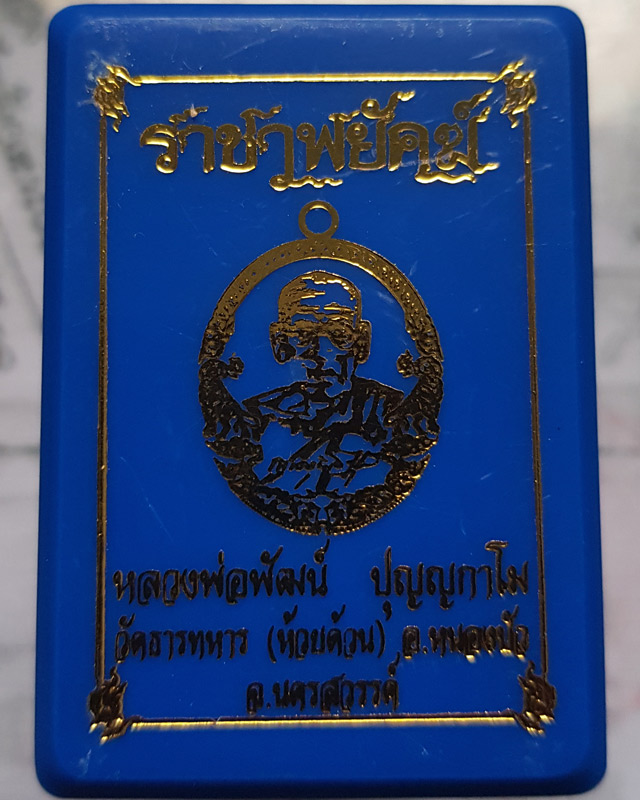 ราชาพยัคฆ์
หลวงพ่อพัฒน์ ปุญญกาโม
วัดธารทหาร (ห้วยด้วน) อ.หนองบัว
จ.นครสวรรค์